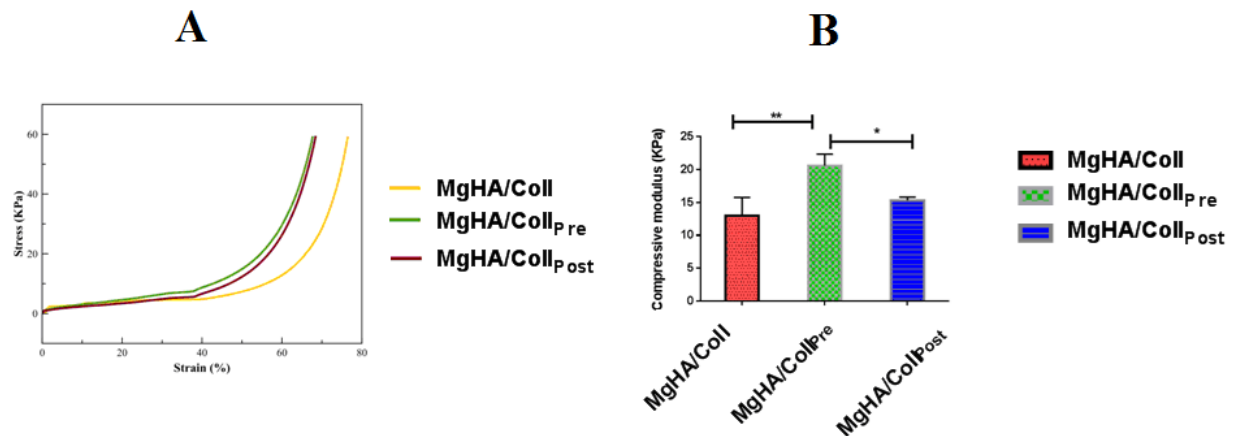 A
B
60
40
20
0
0
20
40
60
80
Stress (KPa)
Strain (%)
MgHA/Coll
MgHA/CollPre
MgHA/CollPost
**
*
25
20
15
10
5
0
Compressive modulus (KPa)
MgHA/Coll
MgHA/CollPre
MgHA/CollPost
MgHA/Coll
MgHA/CollPre
MgHA/CollPost